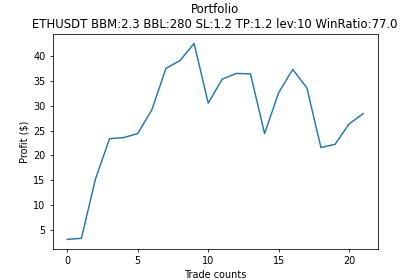 Portfolio
ETHUSDT BBM:2.3 BBL:280 SL:1.2 TP:1.2 lev:10 WinRatio:77.0
40
35
30
25
20
15
10
5
Profit ($)
0 5 10 15 20
Trade counts